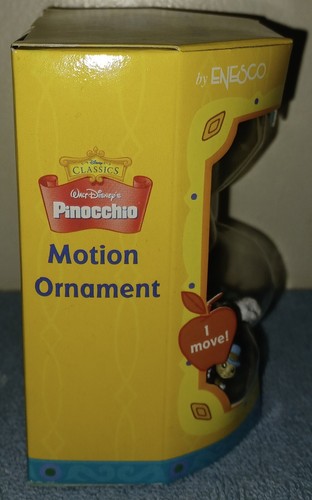 by ENESCO
Disney
CLASSICS
WALT DISNEY'S
Pinocchio
Motion
Ornament
I
move!